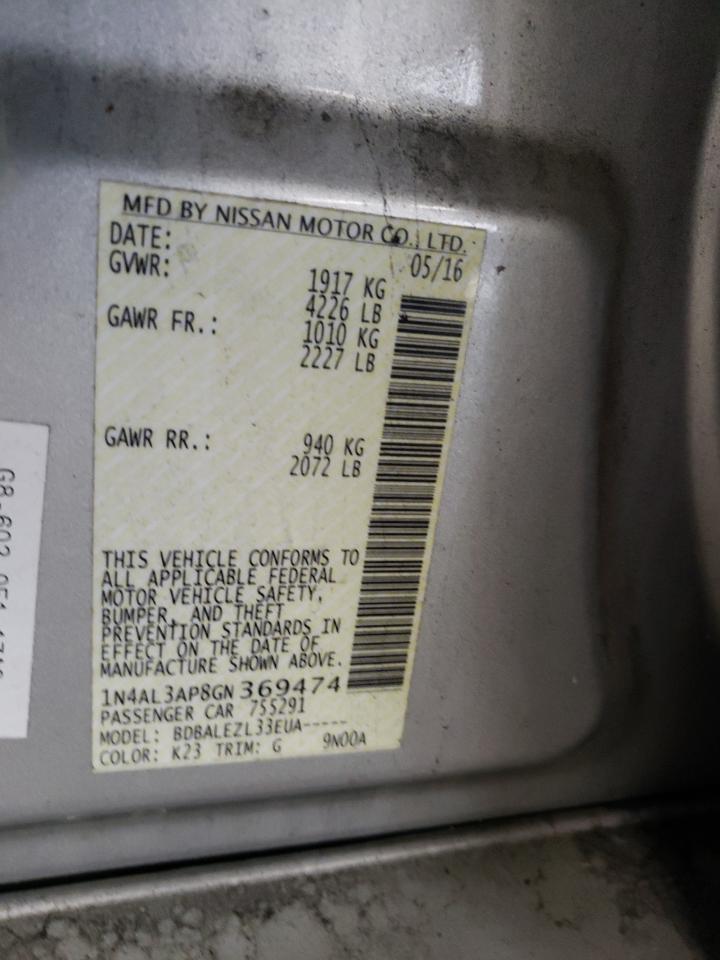 MFD BY NISSAN MOTOR CO., LTD.
DATE: 05/16
GVWR: 1917 KG
4226 LB
GAWR FR.: 1010 KG
2227 LB
GAWR RR.: 940 KG
2072 LB
THIS VEHICLE CONFORMS TO
ALL APPLICABLE FEDERAL
MOTOR VEHICLE SAFETY,
BUMPER, AND THEFT
PREVENTION STANDARDS IN
EFFECT ON THE DATE OF
MANUFACTURE SHOWN ABOVE.
1N4AL3AP8GN369474
PASSENGER CAR 755291
MODEL: BDBALEZL33EUA-----
COLOR: K23 TRIM: G 9N00A